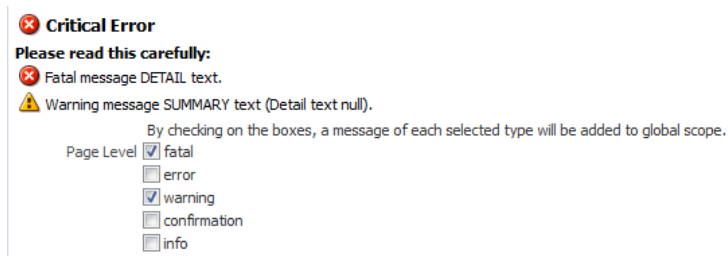 Critical Error
Please read this carefully:
Fatal message DETAIL text.
Warning message SUMMARY text (Detail text null).
By checking on the boxes, a message of each selected type will be added to global scope.
Page Level fatal
error
warning
confirmation
info